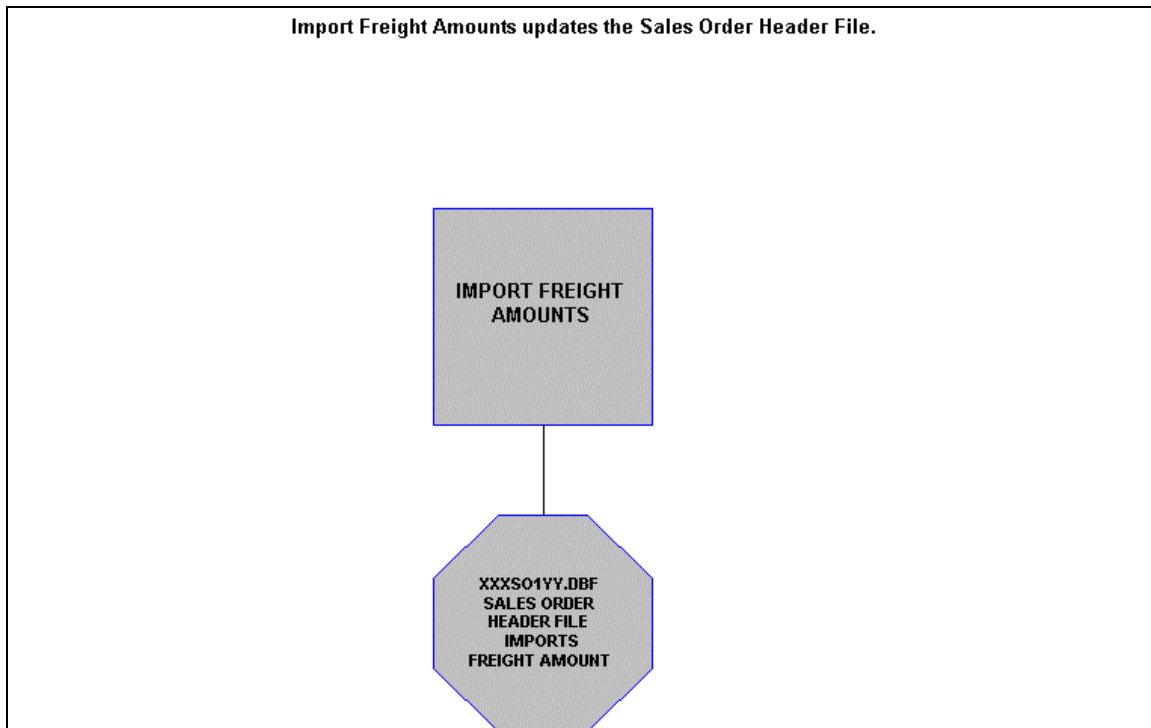 Import Freight Amounts updates the Sales Order Header File.
IMPORT FREIGHT
AMOUNTS
XXXSO1YY.DBF
SALES ORDER
HEADER FILE
IMPORTS
FREIGHT AMOUNT